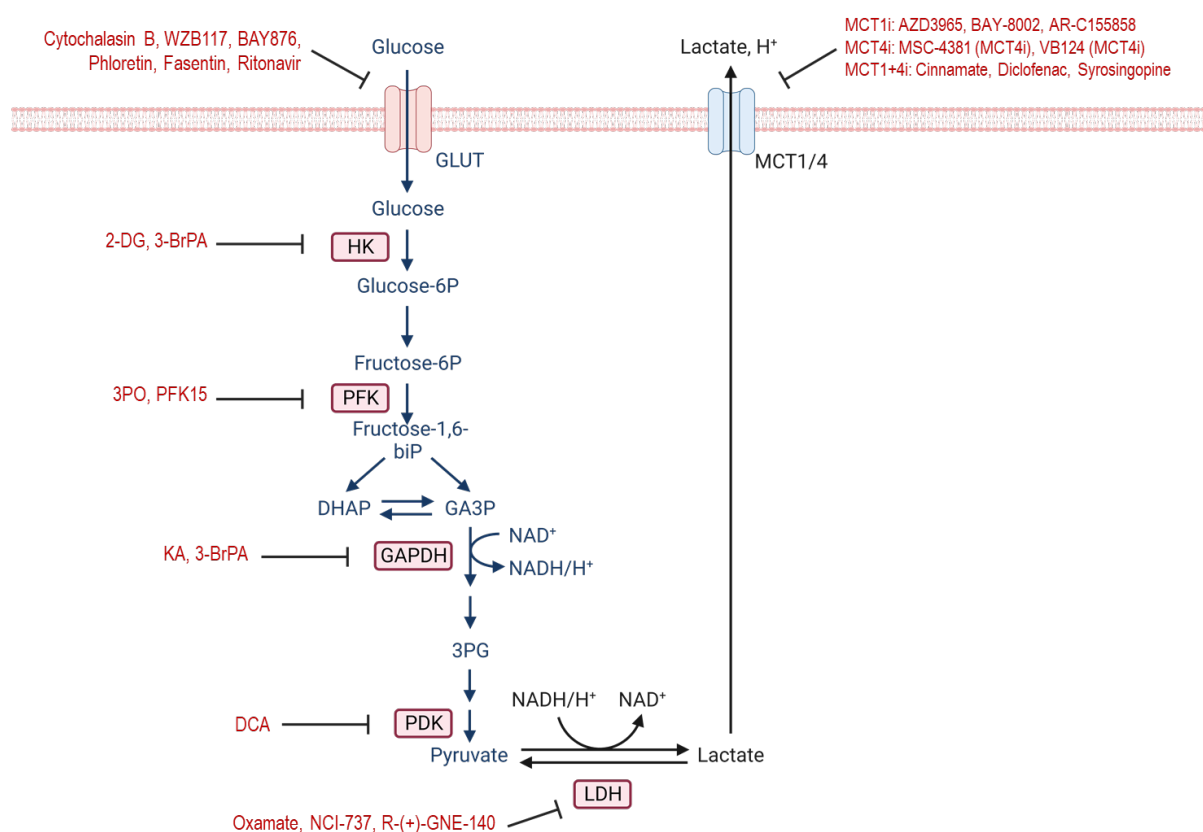 Cytochalasin B, WZB117, BAY876,
Phloretin, Fasentin, Ritonavir
Glucose
Lactate, H⁺
MCT1i: AZD3965, BAY-8002, AR-C155858
MCT4i: MSC-4381 (MCT4i), VB124 (MCT4i)
MCT1+4i: Cinnamate, Diclofenac, Syrosingopine
GLUT
MCT1/4
Glucose
2-DG, 3-BrPA
HK
Glucose-6P
Fructose-6P
3PO, PFK15
PFK
Fructose-1,6-
biP
DHAP
GA3P
NAD⁺
KA, 3-BrPA
GAPDH
NADH/H⁺
3PG
NADH/H⁺
NAD⁺
DCA
PDK
Pyruvate
Lactate
LDH
Oxamate, NCI-737, R-(+)-GNE-140